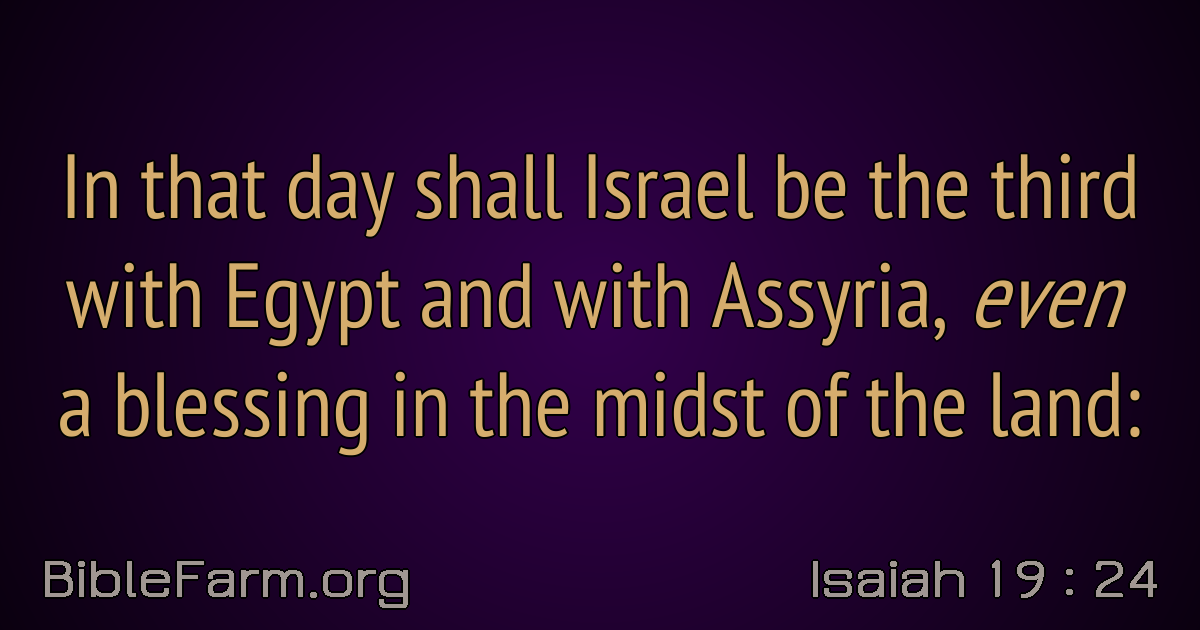 In that day shall Israel be the third
with Egypt and with Assyria, even
a blessing in the midst of the land:
BibleFarm.org
Isaiah 19 : 24